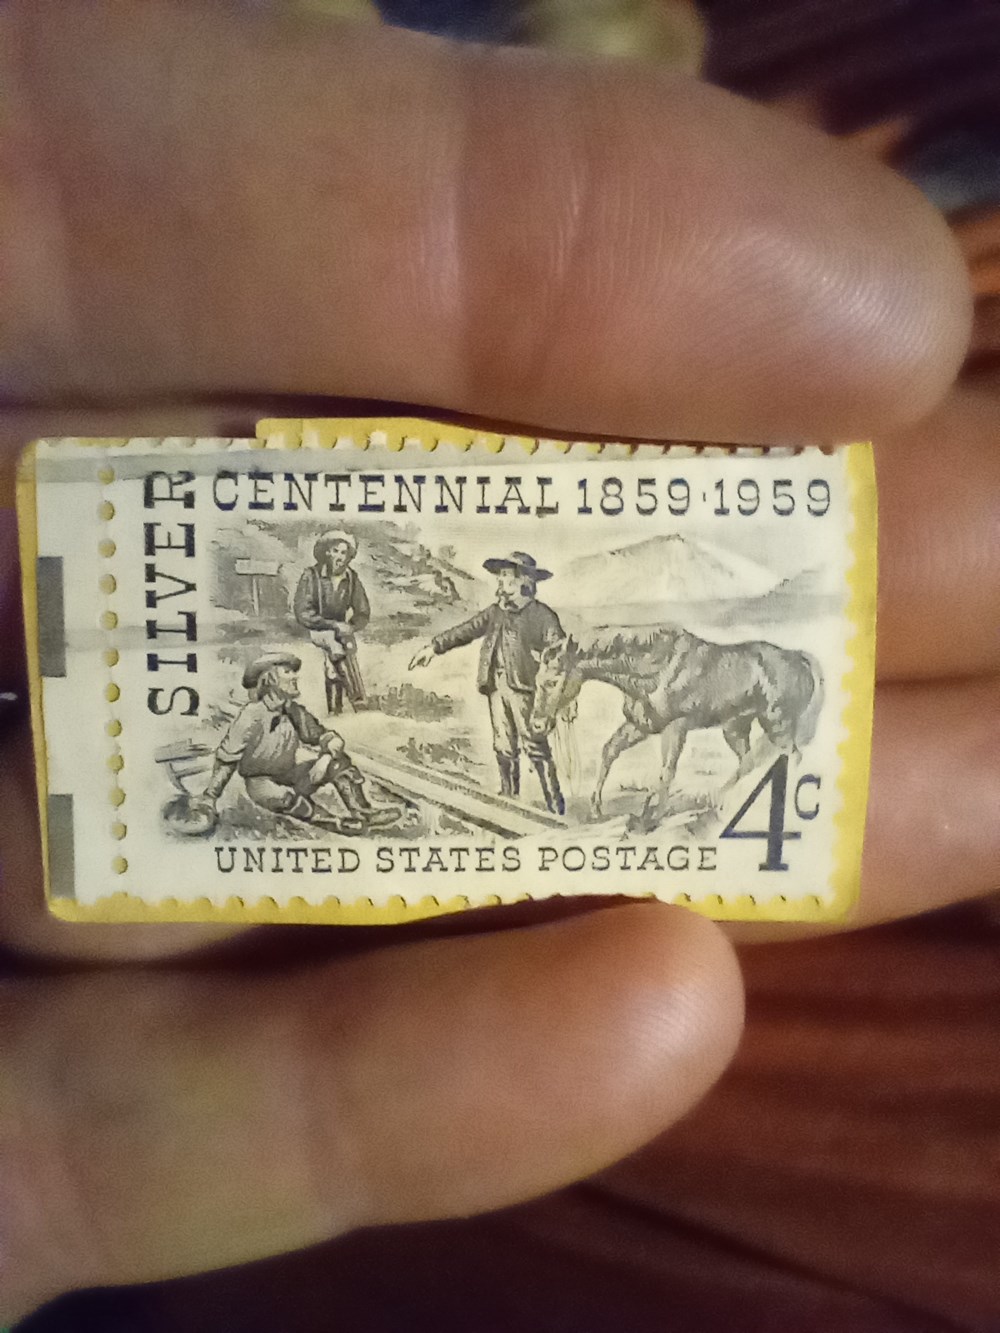 SILVER
CENTENNIAL 1859·1959
4c
UNITED STATES POSTAGE